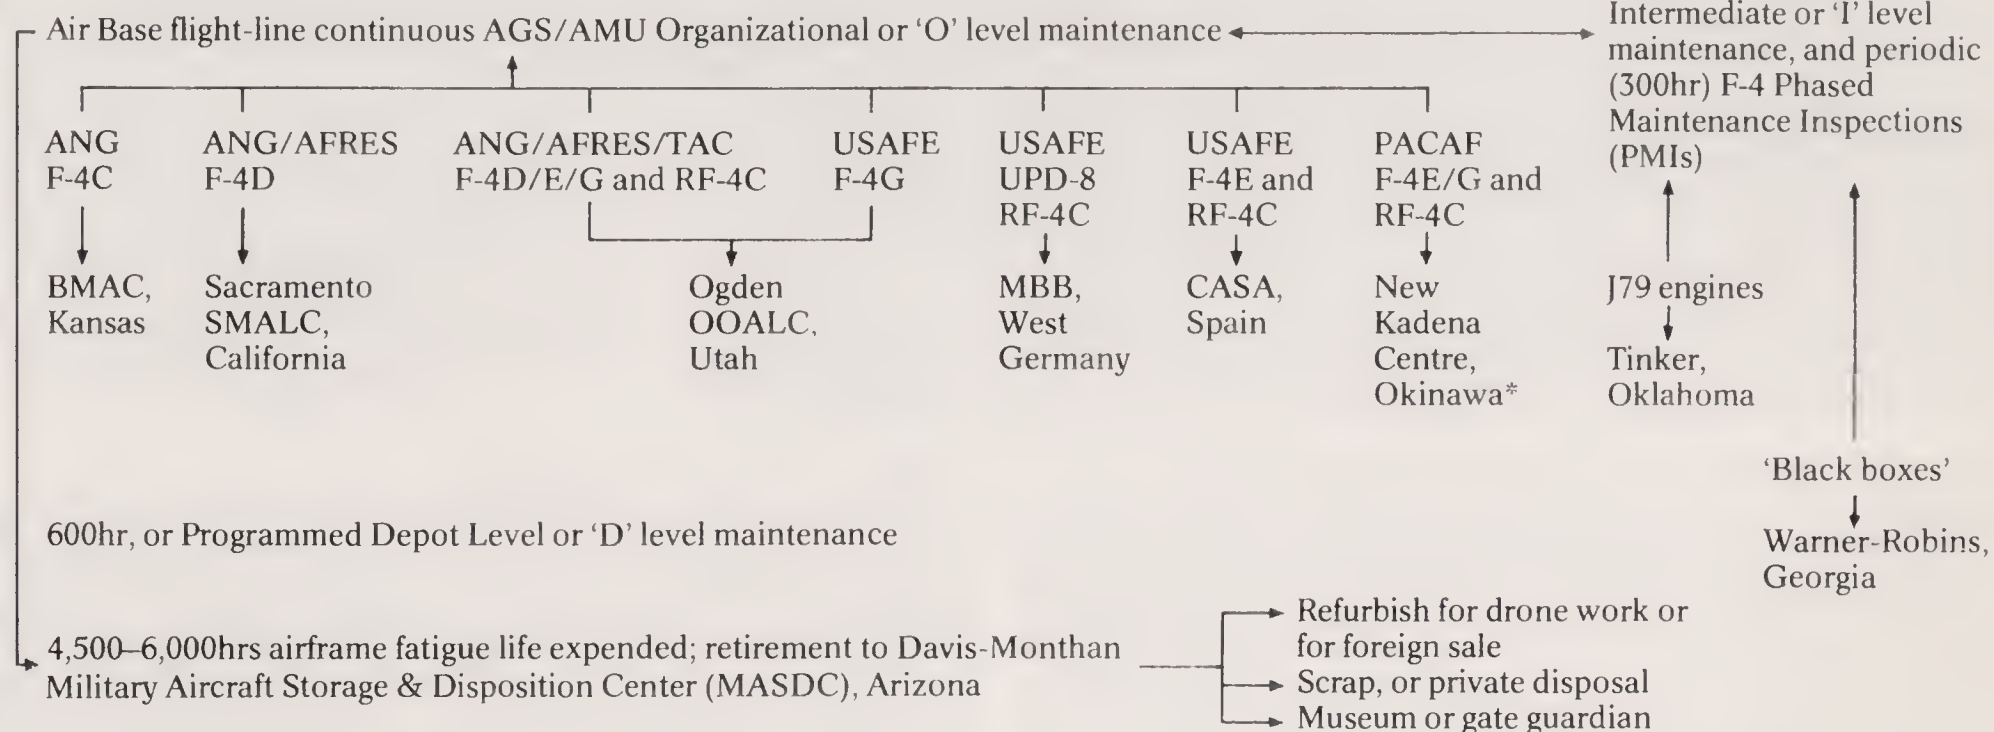 Air Base flight-line continuous AGS/AMU Organizational or ‘O’ level maintenance
Intermediate or ‘I’ level
maintenance, and periodic
(300hr) F-4 Phased
Maintenance Inspections
(PMIs)
ANG
F-4C
ANG/AFRES
F-4D
ANG/AFRES/TAC
F-4D/E/G and RF-4C
USAFE
F-4G
USAFE
UPD-8
RF-4C
USAFE
F-4E and
RF-4C
PACAF
F-4E/G and
RF-4C
BMAC,
Kansas
Sacramento
SMALC,
California
Ogden
OOALC,
Utah
MBB,
West
Germany
CASA,
Spain
New
Kadena
Centre,
Okinawa*
J79 engines
Tinker,
Oklahoma
‘Black boxes’
Warner-Robins,
Georgia
600hr, or Programmed Depot Level or ‘D’ level maintenance
4,500–6,000hrs airframe fatigue life expended; retirement to Davis-Monthan
Military Aircraft Storage & Disposition Center (MASDC), Arizona
Refurbish for drone work or
for foreign sale
Scrap, or private disposal
Museum or gate guardian